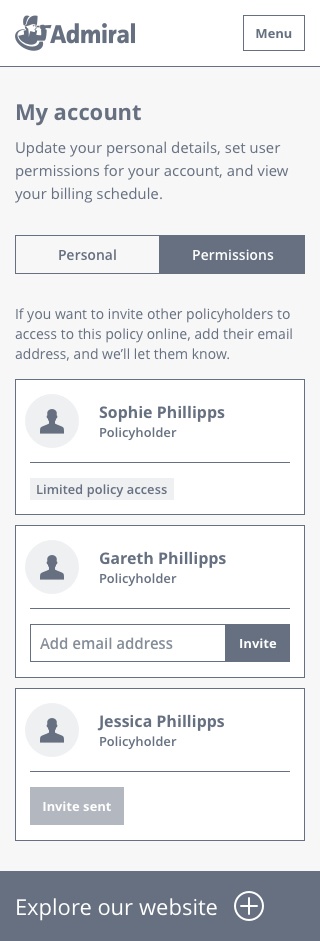 Admiral
Menu
My account
Update your personal details, set user
permissions for your account, and view
your billing schedule.
Personal
Permissions
If you want to invite other policyholders to
access to this policy online, add their email
address, and we’ll let them know.
Sophie Phillipps
Policyholder
Limited policy access
Gareth Phillipps
Policyholder
Add email address
Invite
Jessica Phillipps
Policyholder
Invite sent
Explore our website